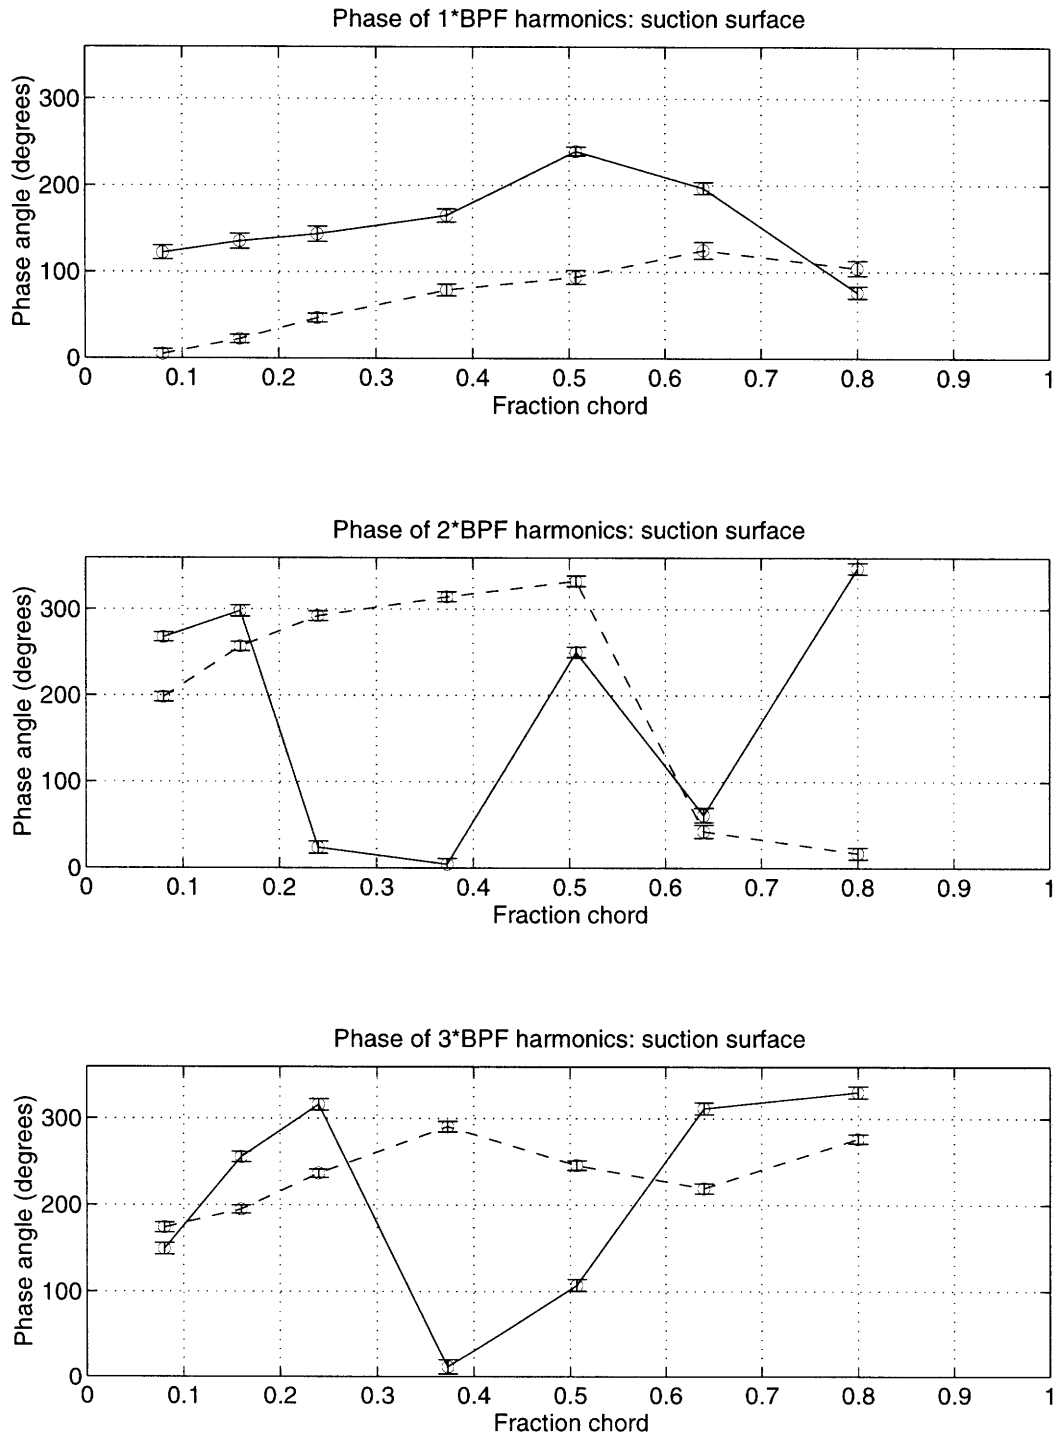 Phase of 1*BPF harmonics: suction surface
Phase angle (degrees)
300
200
100
0
0 0.1 0.2 0.3 0.4 0.5 0.6 0.7 0.8 0.9 1
Fraction chord
Phase of 2*BPF harmonics: suction surface
Phase angle (degrees)
300
200
100
0
0 0.1 0.2 0.3 0.4 0.5 0.6 0.7 0.8 0.9 1
Fraction chord
Phase of 3*BPF harmonics: suction surface
Phase angle (degrees)
300
200
100
0
0 0.1 0.2 0.3 0.4 0.5 0.6 0.7 0.8 0.9 1
Fraction chord